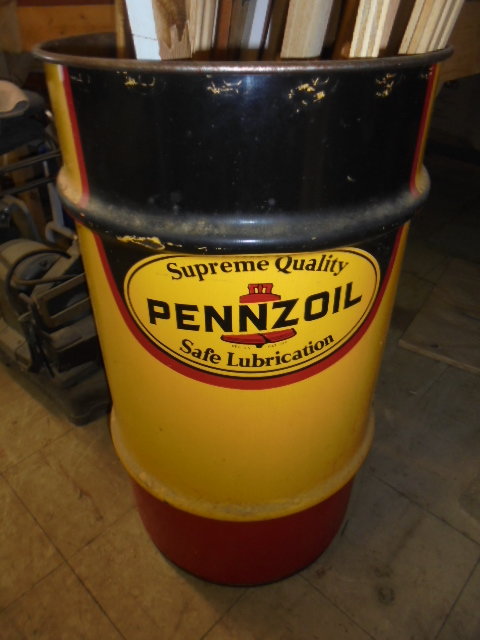 Supreme Quality
PENNZOIL
Safe Lubrication